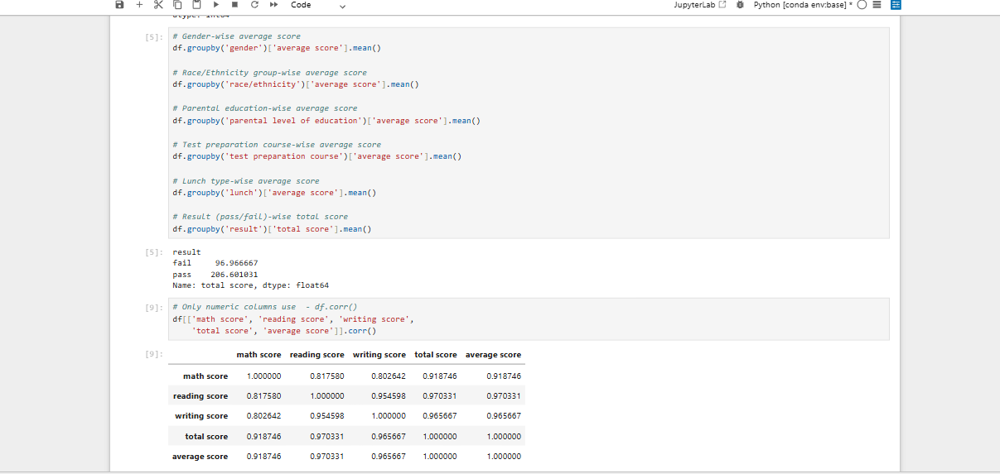 Code
JupyterLab
Python [conda env:base] *
dtype: int64
[5]:
# Gender-wise average score
df.groupby('gender')['average score'].mean()
# Race/Ethnicity group-wise average score
df.groupby('race/ethnicity')['average score'].mean()
# Parental education-wise average score
df.groupby('parental level of education')['average score'].mean()
# Test preparation course-wise average score
df.groupby('test preparation course')['average score'].mean()
# Lunch type-wise average score
df.groupby('lunch')['average score'].mean()
# Result (pass/fail)-wise total score
df.groupby('result')['total score'].mean()
[5]: result
fail 96.966667
pass 206.601031
Name: total score, dtype: float64
[9]: # Only numeric columns use - df.corr()
df[['math score', 'reading score', 'writing score',
'total score', 'average score']].corr()
[9]: math score reading score writing score total score average score
math score 1.000000 0.817580 0.802642 0.918746 0.918746
reading score 0.817580 1.000000 0.954598 0.970331 0.970331
writing score 0.802642 0.954598 1.000000 0.965667 0.965667
total score 0.918746 0.970331 0.965667 1.000000 1.000000
average score 0.918746 0.970331 0.965667 1.000000 1.000000